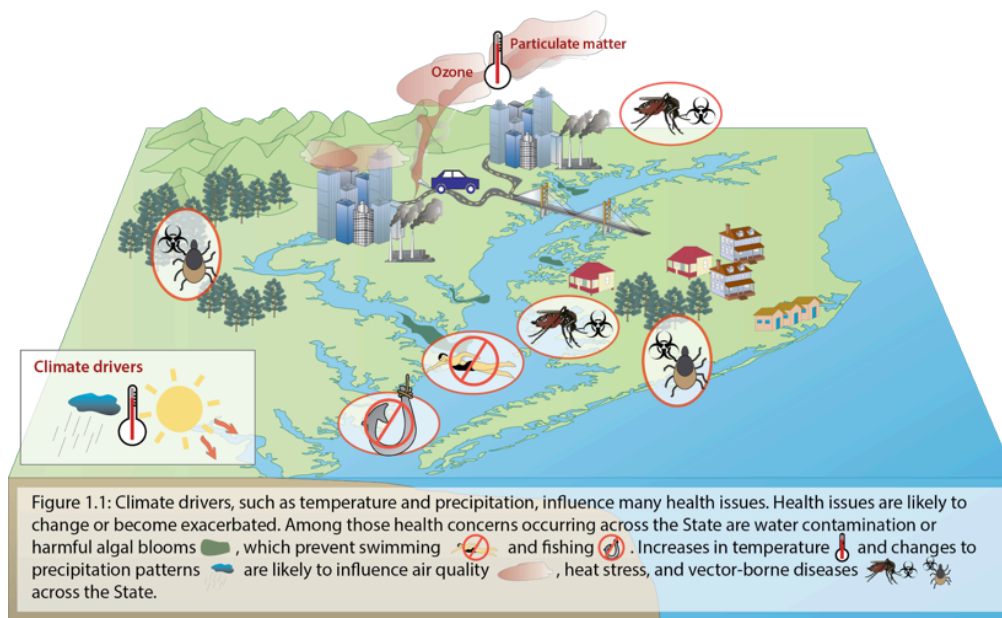 Particulate matter
Ozone
Climate drivers
Figure 1.1: Climate drivers, such as temperature and precipitation, influence many health issues. Health issues are likely to
change or become exacerbated. Among those health concerns occurring across the State are water contamination or
harmful algal blooms , which prevent swimming and fishing . Increases in temperature and changes to
precipitation patterns are likely to influence air quality , heat stress, and vector-borne diseases
across the State.